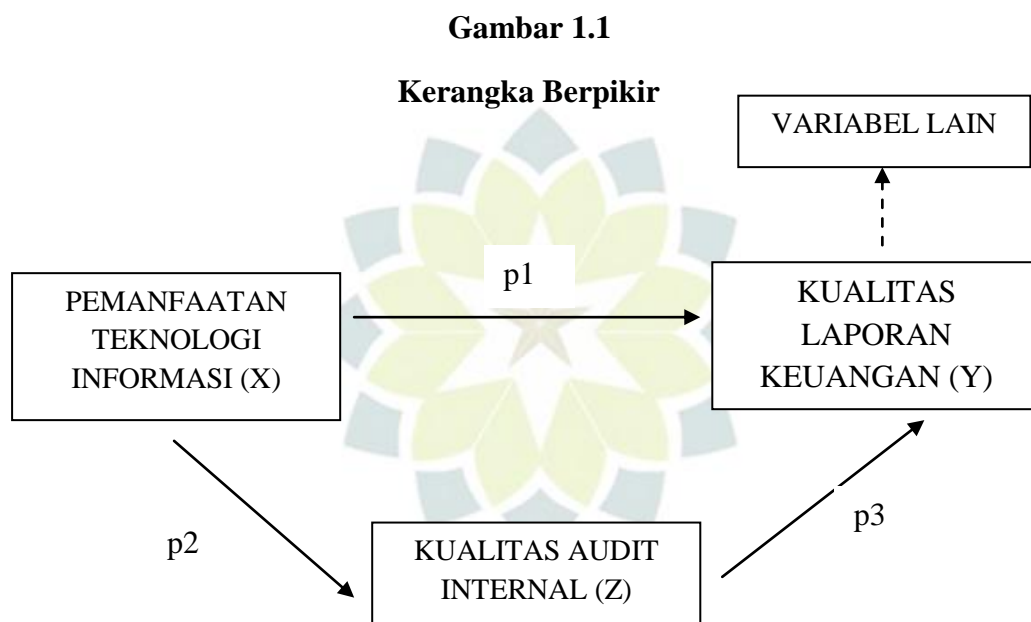 Gambar 1.1
Kerangka Berpikir
VARIABEL LAIN
p1
PEMANFAATAN
TEKNOLOGI
INFORMASI (X)
KUALITAS
LAPORAN
KEUANGAN (Y)
p2
KUALITAS AUDIT
INTERNAL (Z)
p3